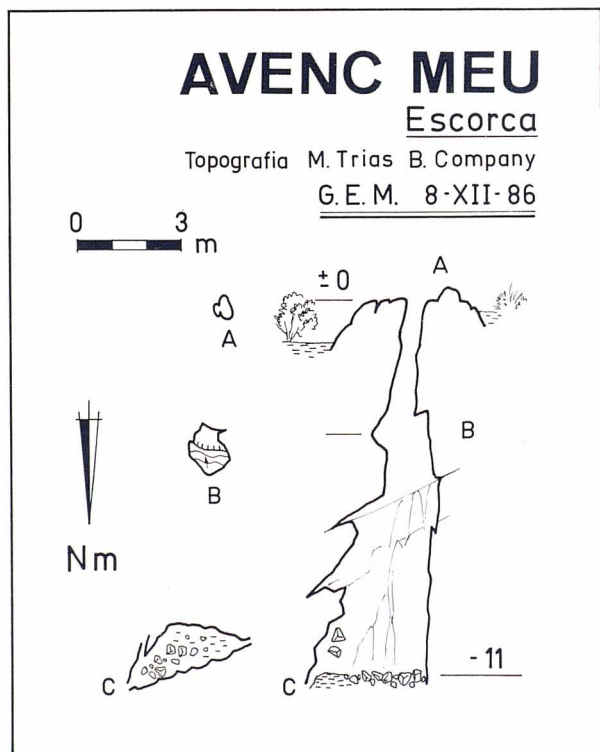 AVENC MEU
Escorca
Topografia M. Trias B. Company
G.E.M. 8-XII-86
0 3
m
A
± 0
A
B
B
Nm
-11
C
C